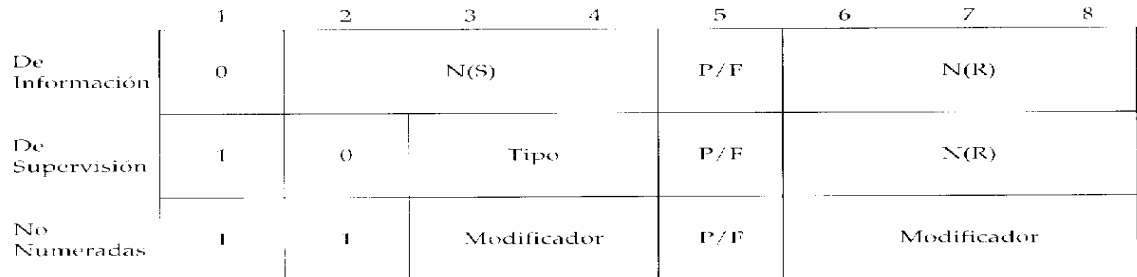 1 2 3 4 5 6 7 8
De
Información 0 N(S) P/F N(R)
De
Supervisión 1 0 Tipo P/F N(R)
No
Numeradas 1 1 Modificador P/F Modificador